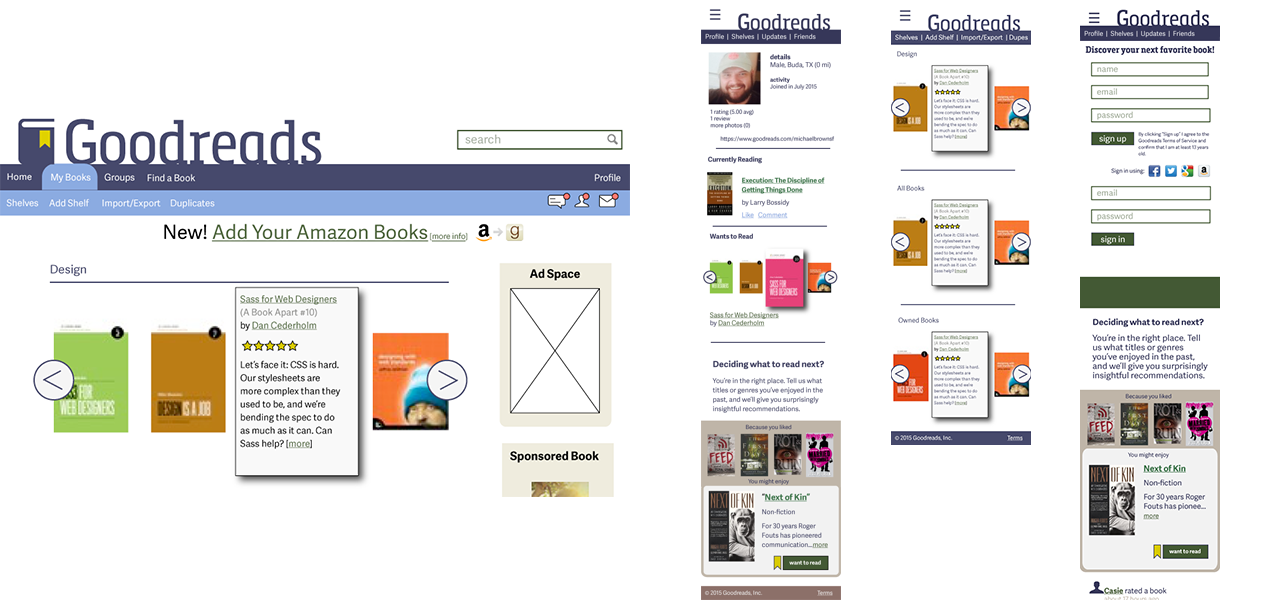 Goodreads
search
Home My Books Groups Find a Book Profile
Shelves Add Shelf Import/Export Duplicates
New! Add Your Amazon Books [more info] a g
Design
SS FOR
WEB DESIGNERS
DESIGN IS A JOB
Sass for Web Designers
(A Book Apart #10)
by Dan Cederholm
Let's face it: CSS is hard.
Our stylesheets are
more complex than they
used to be, and we're
bending the spec to do
as much as it can. Can
Sass help? [more]
designing with
web standards
< >
Ad Space
Sponsored Book
Goodreads
Profile | Shelves | Updates | Friends
details
Male, Buda, TX (0 mi)
activity
Joined in July 2015
1 rating (5.00 avg)
1 review
more photos (0)
https://www.goodreads.com/michaelbrownsf
Currently Reading
Execution: The Discipline of
Getting Things Done
by Larry Bossidy
Like Comment
Wants to Read
< >
SASS FOR
WEB DESIGNERS
Sass for Web Designers
by Dan Cederholm
Deciding what to read next?
You're in the right place. Tell us what
titles or genres you've enjoyed in the
past, and we'll give you surprisingly
insightful recommendations.
Because you liked
FEED
FIRST
DAYS
ROT &
RUIN
You might enjoy
NEXT OF KIN
"Next of Kin"
Non-fiction
For 30 years Roger
Fouts has pioneered
communication...more
want to read
© 2015 Goodreads, Inc. Terms
Goodreads
Shelves | Add Shelf | Import/Export | Dupes
Design
Sass for Web Designers
(A Book Apart #10)
by Dan Cederholm
Let's face it: CSS is hard. Our
stylesheets are more
complex than they used to
be, and we're bending the
spec to do as much as it can.
Can Sass help? [more]
< >
All Books
Sass for Web Designers
(A Book Apart #10)
by Dan Cederholm
Let's face it: CSS is hard.
Our stylesheets are more
complex than they used to
be, and we're bending the
spec to do as much as it
can. Can Sass help? [more]
< >
Owned Books
Sass for Web Designers
(A Book Apart #10)
by Dan Cederholm
Let's face it: CSS is hard.
Our stylesheets are more
complex than they used to
be, and we're bending the
spec to do as much as it
can. Can Sass help? [more]
< >
© 2015 Goodreads, Inc. Terms
Goodreads
Profile | Shelves | Updates | Friends
Discover your next favorite book!
name
email
password
sign up
By clicking "Sign up" I agree to the
Goodreads Terms of Service and
confirm that I am at least 13 years
old.
Sign in using:
email
password
sign in
Deciding what to read next?
You're in the right place. Tell
us what titles or genres
you've enjoyed in the past,
and we'll give you surprisingly
insightful recommendations.
Because you liked
FEED
FIRST
DAYS
ROT &
RUIN
You might enjoy
NEXT OF KIN
Next of Kin
Non-fiction
For 30 years Roger
Fouts has pionee...
more
want to read
Casie rated a book
about 17 hours ago